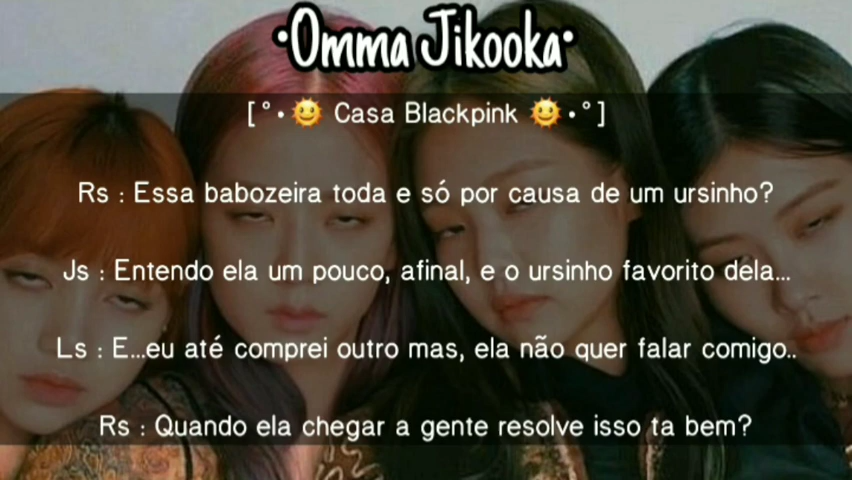 •Omma Jikooka•
[°•🌞 Casa Blackpink 🌞•°]
Rs : Essa babozeira toda e só por causa de um ursinho?
Js : Entendo ela um pouco, afinal, e o ursinho favorito dela...
Ls : E...eu até comprei outro mas, ela não quer falar comigo..
Rs : Quando ela chegar a gente resolve isso ta bem?